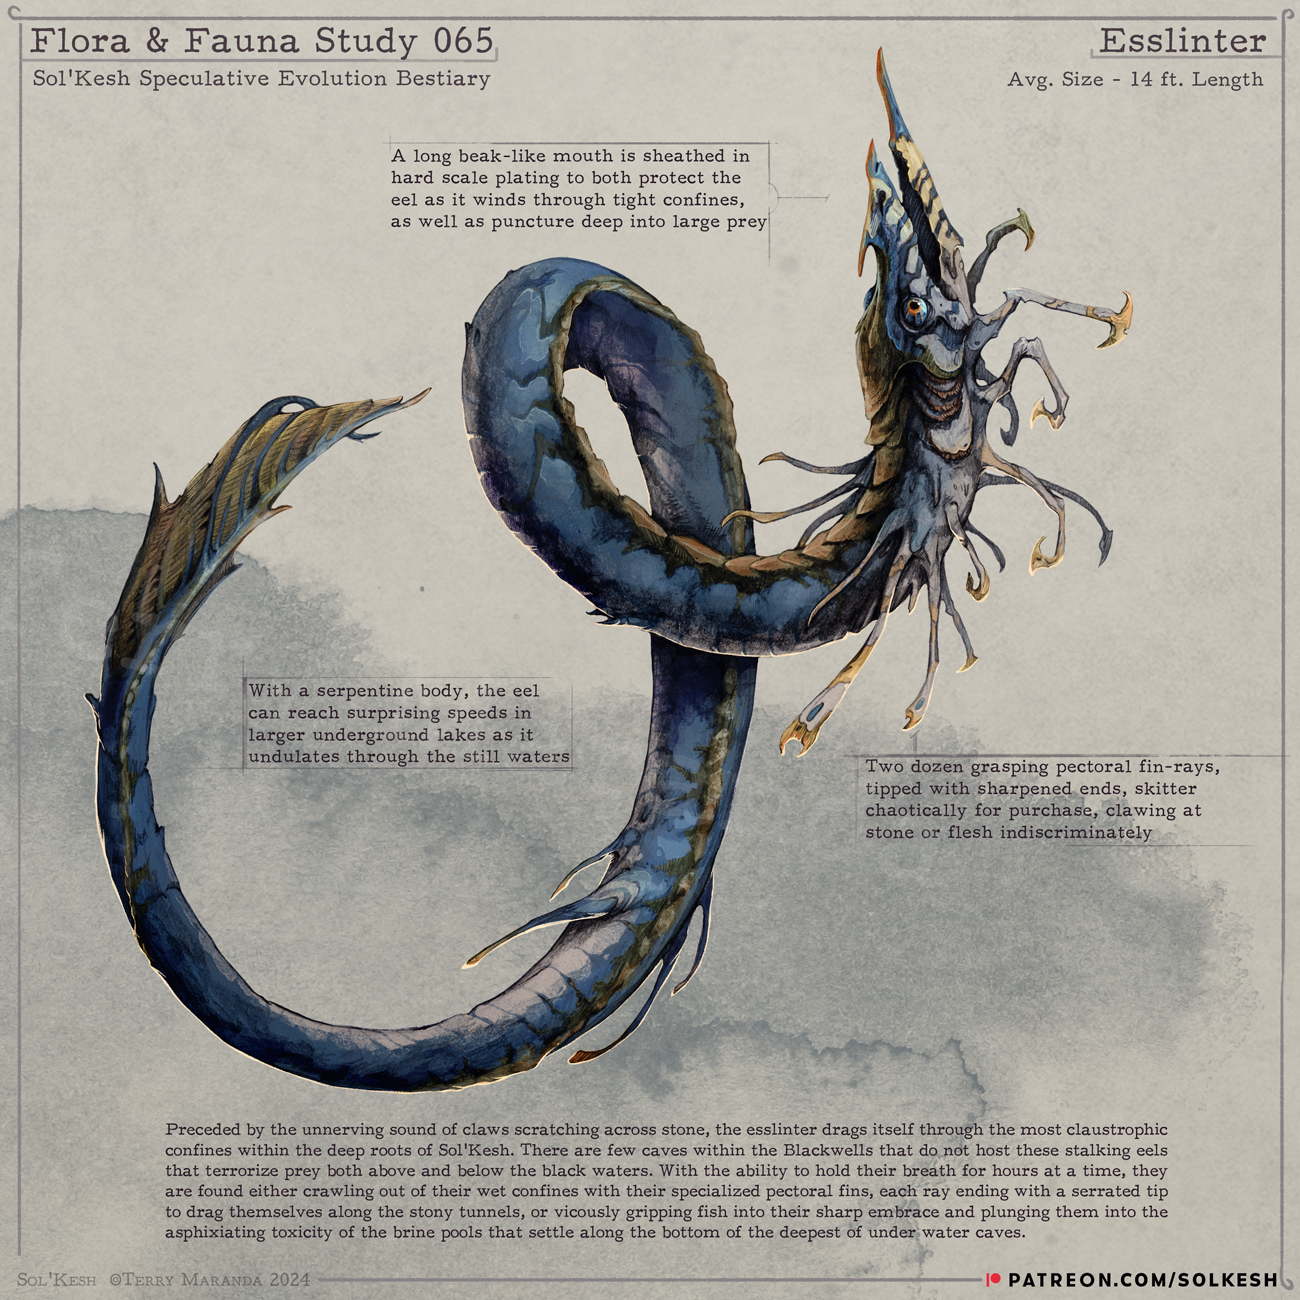 Flora & Fauna Study 065
Sol'Kesh Speculative Evolution Bestiary
Esslinter
Avg. Size - 14 ft. Length
A long beak-like mouth is sheathed in
hard scale plating to both protect the
eel as it winds through tight confines,
as well as puncture deep into large prey
With a serpentine body, the eel
can reach surprising speeds in
larger underground lakes as it
undulates through the still waters
Two dozen grasping pectoral fin-rays,
tipped with sharpened ends, skitter
chaotically for purchase, clawing at
stone or flesh indiscriminately
Preceded by the unnerving sound of claws scratching across stone, the esslinter drags itself through the most claustrophic
confines within the deep roots of Sol'Kesh. There are few caves within the Blackwells that do not host these stalking eels
that terrorize prey both above and below the black waters. With the ability to hold their breath for hours at a time, they
are found either crawling out of their wet confines with their specialized pectoral fins, each ray ending with a serrated tip
to drag themselves along the stony tunnels, or vicously gripping fish into their sharp embrace and plunging them into the
asphixiating toxicity of the brine pools that settle along the bottom of the deepest of under water caves.
Sol'Kesh ©Terry Maranda 2024
PATREON.COM/SOLKESH